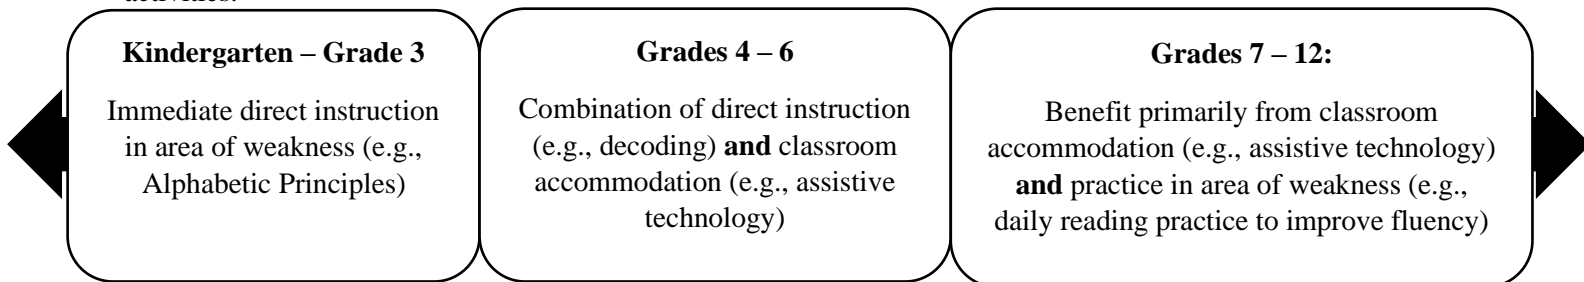 activities.
Kindergarten – Grade 3
Immediate direct instruction
in area of weakness (e.g.,
Alphabetic Principles)
Grades 4 – 6
Combination of direct instruction
(e.g., decoding) and classroom
accommodation (e.g., assistive
technology)
Grades 7 – 12:
Benefit primarily from classroom
accommodation (e.g., assistive technology)
and practice in area of weakness (e.g.,
daily reading practice to improve fluency)